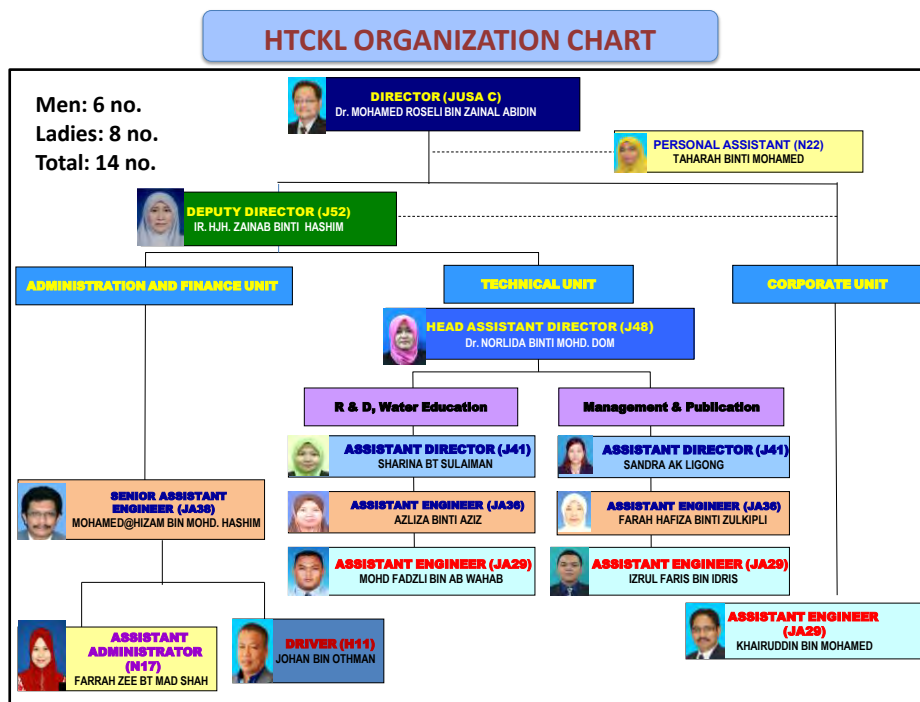 HTCKL ORGANIZATION CHART
Men: 6 no.
Ladies: 8 no.
Total: 14 no.
DIRECTOR (JUSA C)
Dr. MOHAMED ROSELI BIN ZAINAL ABIDIN
PERSONAL ASSISTANT (N22)
TAHARAH BINTI MOHAMED
DEPUTY DIRECTOR (J52)
IR. HJH. ZAINAB BINTI HASHIM
ADMINISTRATION AND FINANCE UNIT
TECHNICAL UNIT
CORPORATE UNIT
HEAD ASSISTANT DIRECTOR (J48)
Dr. NORLIDA BINTI MOHD. DOM
R & D, Water Education
Management & Publication
ASSISTANT DIRECTOR (J41)
SHARINA BT SULAIMAN
ASSISTANT DIRECTOR (J41)
SANDRA AK LIGONG
SENIOR ASSISTANT
ENGINEER (JA38)
MOHAMED@HIZAM BIN MOHD. HASHIM
ASSISTANT ENGINEER (JA36)
AZLIZA BINTI AZIZ
ASSISTANT ENGINEER (JA36)
FARAH HAFIZA BINTI ZULKIPLI
ASSISTANT ENGINEER (JA29)
MOHD FADZLI BIN AB WAHAB
ASSISTANT ENGINEER (JA29)
IZRUL FARIS BIN IDRIS
ASSISTANT
ADMINISTRATOR
(N17)
FARRAH ZEE BT MAD SHAH
DRIVER (H11)
JOHAN BIN OTHMAN
ASSISTANT ENGINEER
(JA29)
KHAIRUDDIN BIN MOHAMED